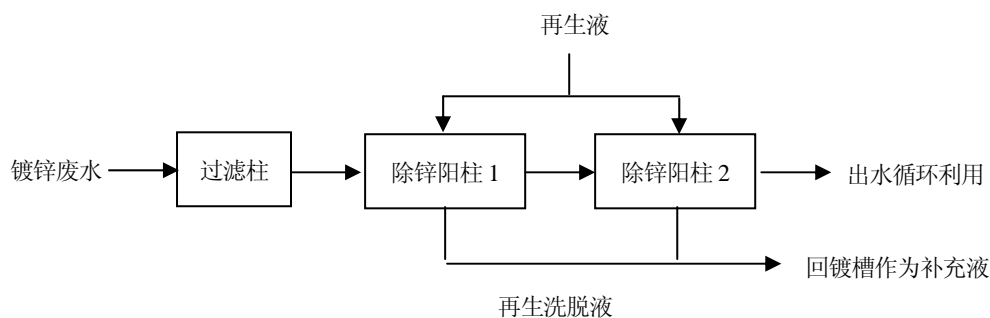 再生液
镀锌废水
过滤柱
除锌阳柱 1
除锌阳柱 2
出水循环利用
回镀槽作为补充液
再生洗脱液